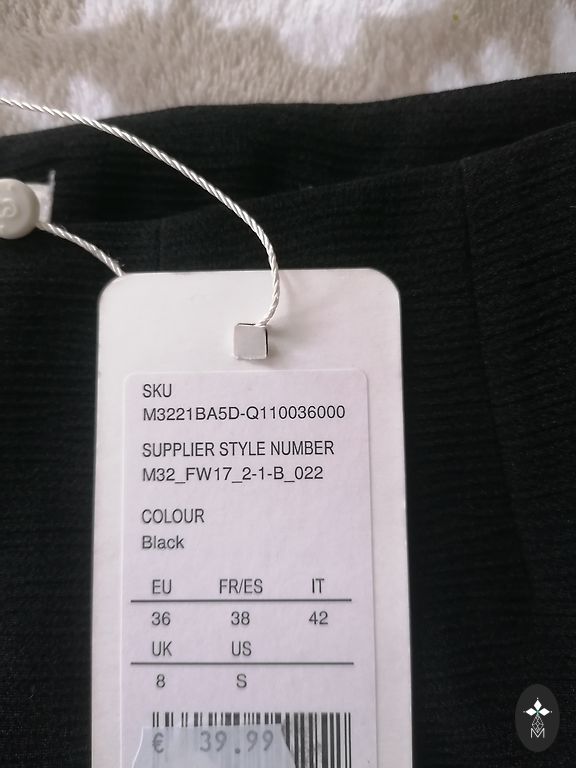 SKU
M3221BA5D-Q110036000
SUPPLIER STYLE NUMBER
M32_FW17_2-1-B_022
COLOUR
Black
EU FR/ES IT
36 38 42
UK US
8 S
€ 39.99
M